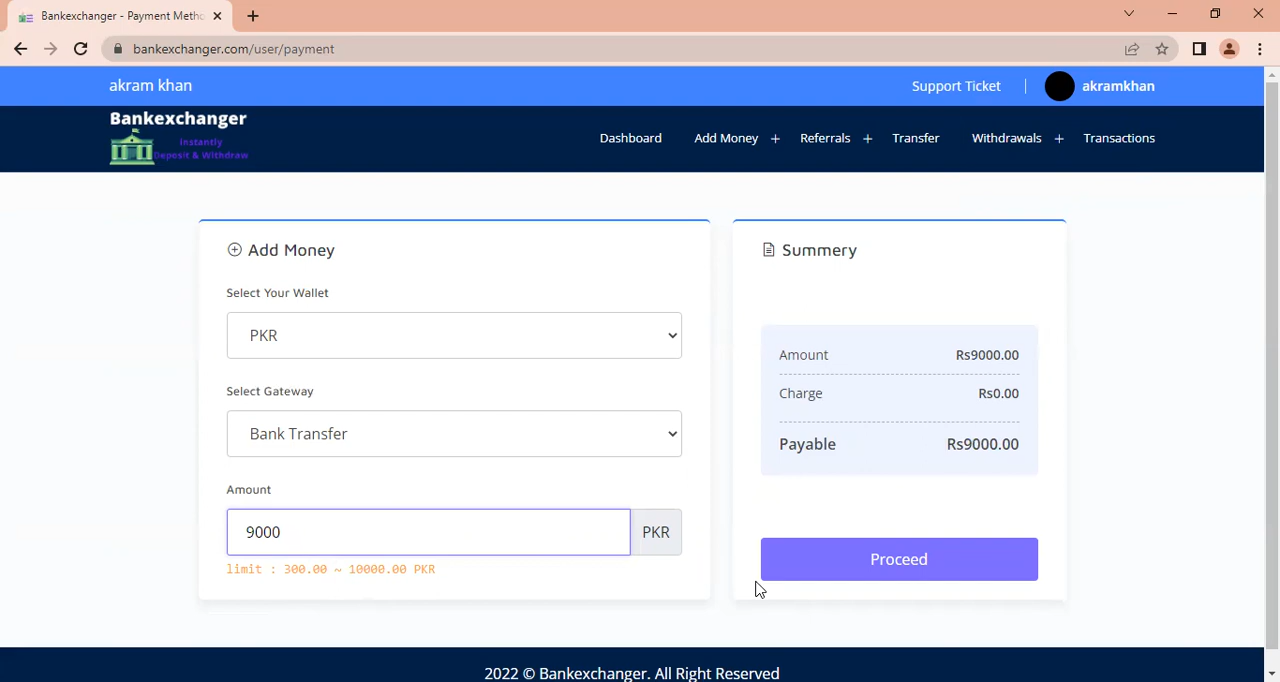 Bankexchanger - Payment Metho
bankexchanger.com/user/payment
akram khan
Support Ticket
akramkhan
Bankexchanger
Instantly
Deposit & Withdraw
Dashboard
Add Money +
Referrals +
Transfer
Withdrawals +
Transactions
Add Money
Select Your Wallet
PKR
Select Gateway
Bank Transfer
Amount
9000 PKR
limit : 300.00 ~ 10000.00 PKR
Summery
Amount Rs9000.00
Charge Rs0.00
Payable Rs9000.00
Proceed
2022 © Bankexchanger. All Right Reserved